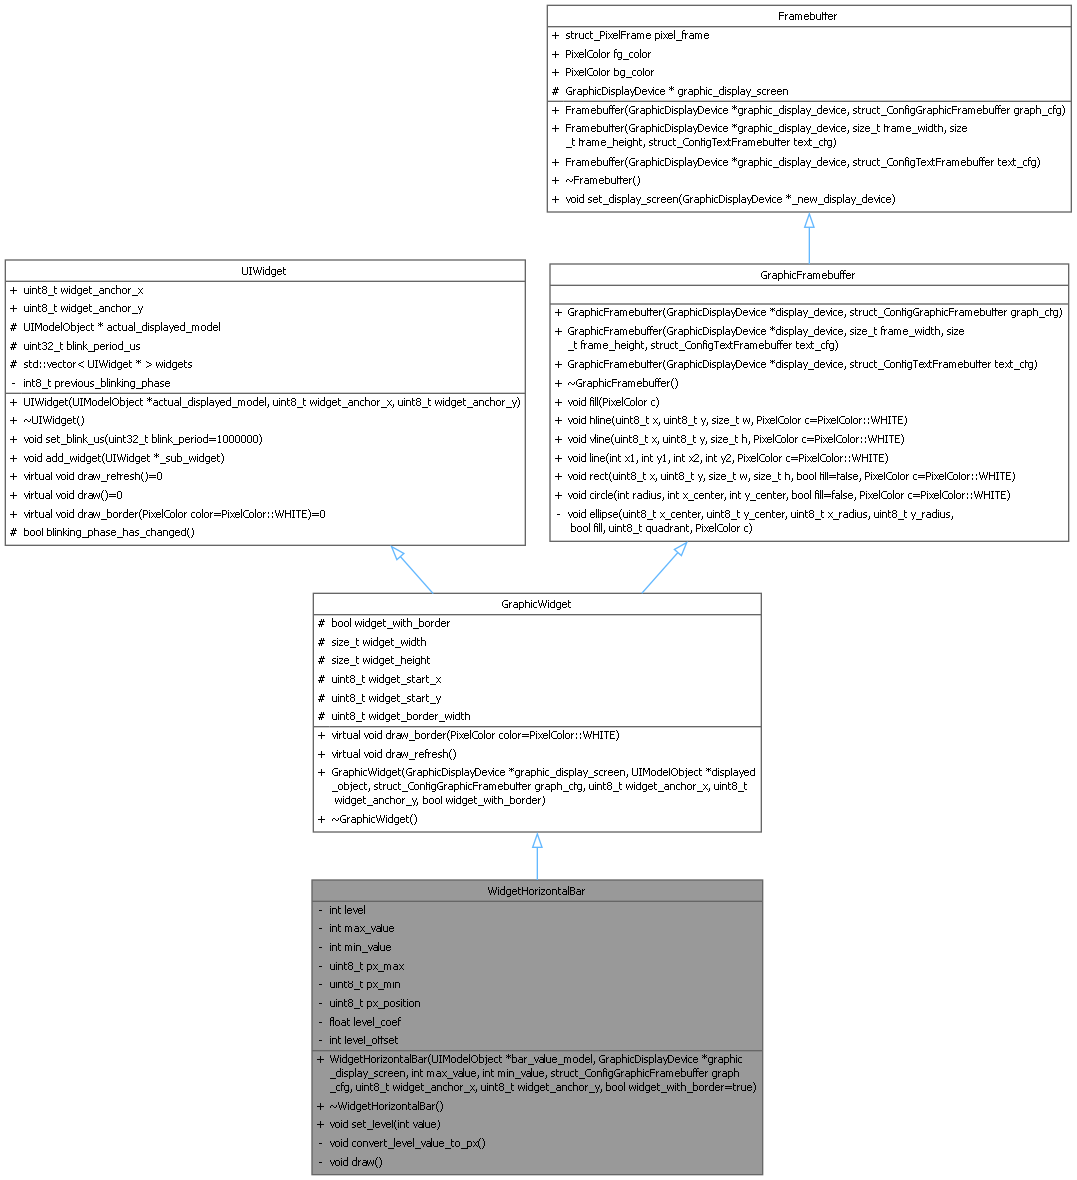 Framebuffer
+ struct_PixelFrame pixel_frame
+ PixelColor fg_color
+ PixelColor bg_color
# GraphicDisplayDevice * graphic_display_screen
+ Framebuffer(GraphicDisplayDevice *graphic_display_device, struct_ConfigGraphicFramebuffer graph_cfg)
+ Framebuffer(GraphicDisplayDevice *graphic_display_device, size_t frame_width, size
_t frame_height, struct_ConfigTextFramebuffer text_cfg)
+ Framebuffer(GraphicDisplayDevice *graphic_display_device, struct_ConfigTextFramebuffer text_cfg)
+ ~Framebuffer()
+ void set_display_screen(GraphicDisplayDevice *_new_display_device)
UIWidget
+ uint8_t widget_anchor_x
+ uint8_t widget_anchor_y
# UIModelObject * actual_displayed_model
# uint32_t blink_period_us
# std::vector< UIWidget * > widgets
- int8_t previous_blinking_phase
+ UIWidget(UIModelObject *actual_displayed_model, uint8_t widget_anchor_x, uint8_t widget_anchor_y)
+ ~UIWidget()
+ void set_blink_us(uint32_t blink_period=1000000)
+ void add_widget(UIWidget *_sub_widget)
+ virtual void draw_refresh()=0
+ virtual void draw()=0
+ virtual void draw_border(PixelColor color=PixelColor::WHITE)=0
# bool blinking_phase_has_changed()
GraphicFramebuffer
+ GraphicFramebuffer(GraphicDisplayDevice *display_device, struct_ConfigGraphicFramebuffer graph_cfg)
+ GraphicFramebuffer(GraphicDisplayDevice *display_device, size_t frame_width, size
_t frame_height, struct_ConfigTextFramebuffer text_cfg)
+ GraphicFramebuffer(GraphicDisplayDevice *display_device, struct_ConfigTextFramebuffer text_cfg)
+ ~GraphicFramebuffer()
+ void fill(PixelColor c)
+ void hline(uint8_t x, uint8_t y, size_t w, PixelColor c=PixelColor::WHITE)
+ void vline(uint8_t x, uint8_t y, size_t h, PixelColor c=PixelColor::WHITE)
+ void line(int x1, int y1, int x2, int y2, PixelColor c=PixelColor::WHITE)
+ void rect(uint8_t x, uint8_t y, size_t w, size_t h, bool fill=false, PixelColor c=PixelColor::WHITE)
+ void circle(int radius, int x_center, int y_center, bool fill=false, PixelColor c=PixelColor::WHITE)
- void ellipse(uint8_t x_center, uint8_t y_center, uint8_t x_radius, uint8_t y_radius,
bool fill, uint8_t quadrant, PixelColor c)
GraphicWidget
# bool widget_with_border
# size_t widget_width
# size_t widget_height
# uint8_t widget_start_x
# uint8_t widget_start_y
# uint8_t widget_border_width
+ virtual void draw_border(PixelColor color=PixelColor::WHITE)
+ virtual void draw_refresh()
+ GraphicWidget(GraphicDisplayDevice *graphic_display_screen, UIModelObject *displayed
_object, struct_ConfigGraphicFramebuffer graph_cfg, uint8_t widget_anchor_x, uint8_t
widget_anchor_y, bool widget_with_border)
+ ~GraphicWidget()
WidgetHorizontalBar
- int level
- int max_value
- int min_value
- uint8_t px_max
- uint8_t px_min
- uint8_t px_position
- float level_coef
- int level_offset
+ WidgetHorizontalBar(UIModelObject *bar_value_model, GraphicDisplayDevice *graphic
_display_screen, int max_value, int min_value, struct_ConfigGraphicFramebuffer graph
_cfg, uint8_t widget_anchor_x, uint8_t widget_anchor_y, bool widget_with_border=true)
+ ~WidgetHorizontalBar()
+ void set_level(int value)
- void convert_level_value_to_px()
- void draw()